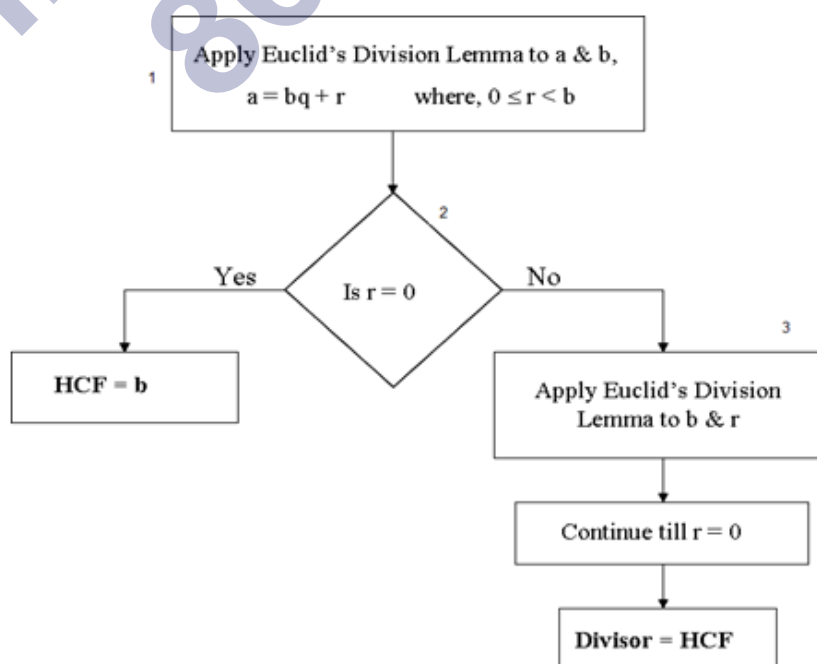 Apply Euclid's Division Lemma to a & b,
1
a = bq + r where, 0 ≤ r < b
2
Yes
Is r = 0
No
3
HCF = b
Apply Euclid's Division
Lemma to b & r
Continue till r = 0
Divisor = HCF